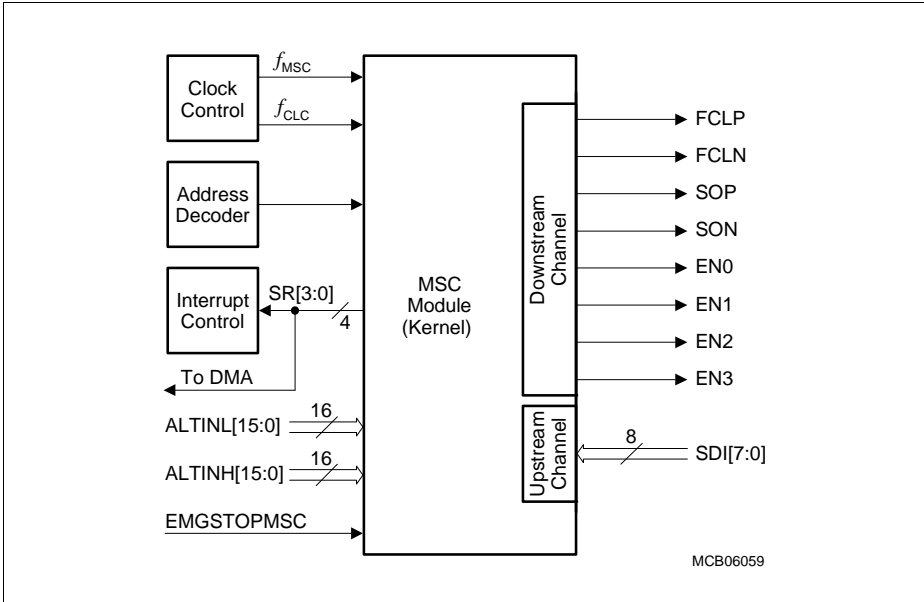 Clock
Control
fMSC
fCLC
Address
Decoder
Interrupt
Control
SR[3:0]
4
To DMA
ALTINL[15:0]
16
ALTINH[15:0]
16
EMGSTOPMSC
MSC
Module
(Kernel)
Downstream
Channel
Upstream
Channel
FCLP
FCLN
SOP
SON
EN0
EN1
EN2
EN3
8
SDI[7:0]
MCB06059